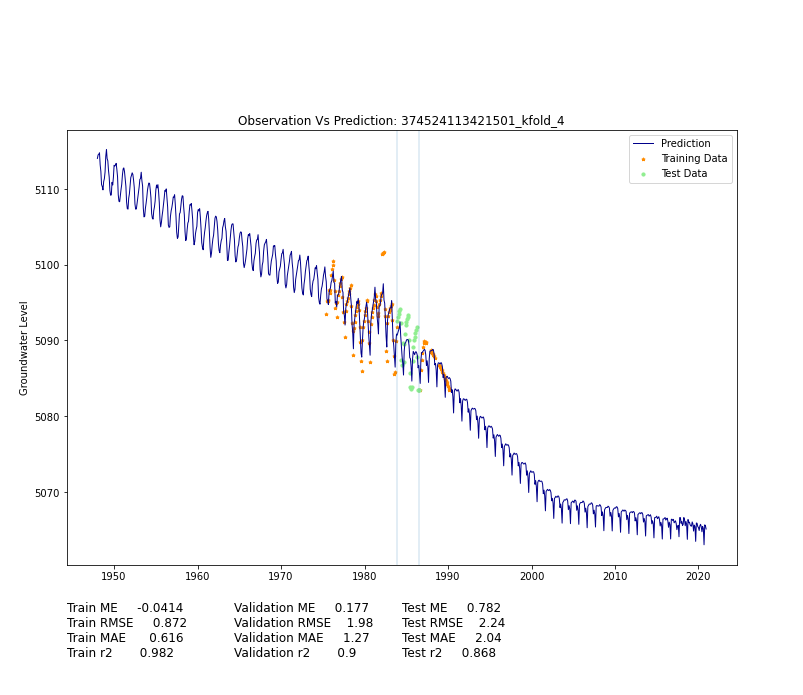 Observation Vs Prediction: 374524113421501_kfold_4
Prediction
Training Data
Test Data
5110
5100
5090
5080
5070
Groundwater Level
1950 1960 1970 1980 1990 2000 2010 2020
Train ME -0.0414 Validation ME 0.177 Test ME 0.782
Train RMSE 0.872 Validation RMSE 1.98 Test RMSE 2.24
Train MAE 0.616 Validation MAE 1.27 Test MAE 2.04
Train r2 0.982 Validation r2 0.9 Test r2 0.868